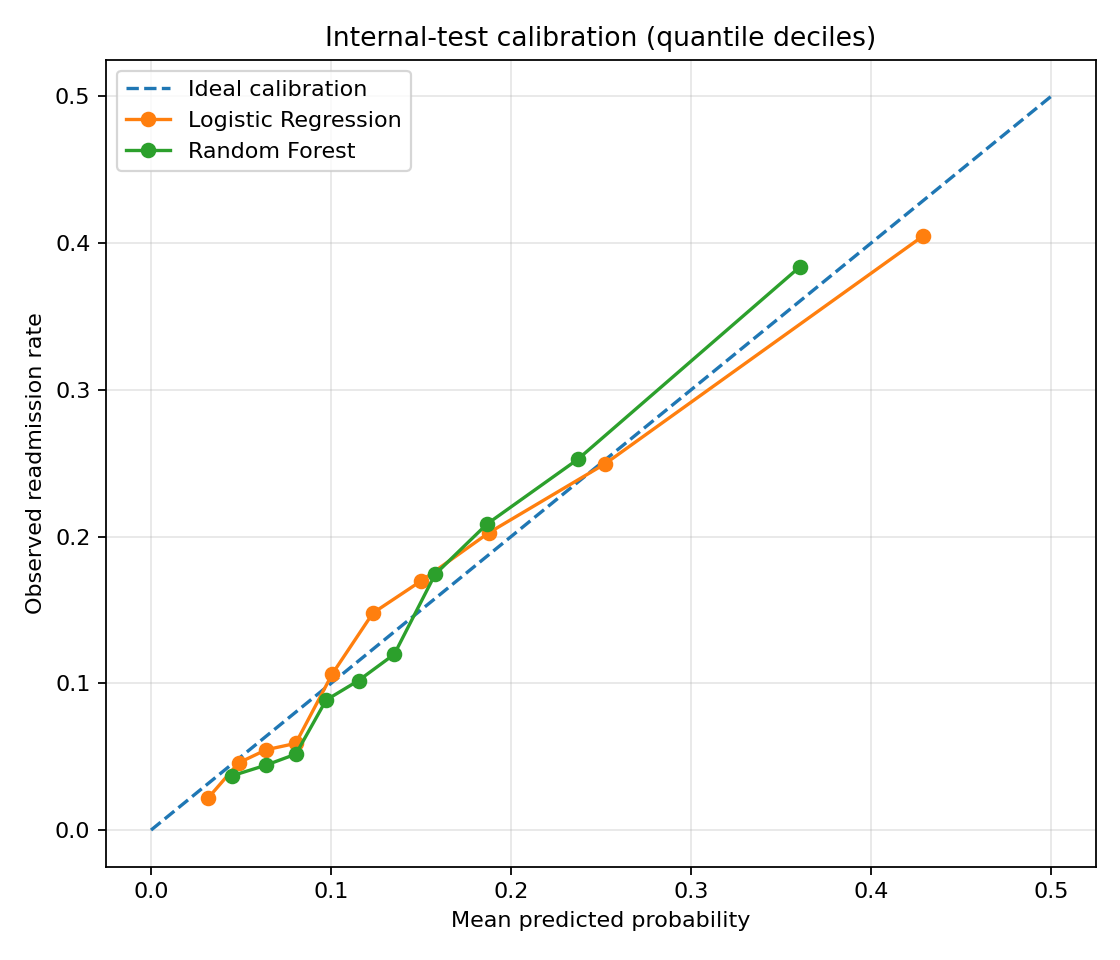 Internal-test calibration (quantile deciles)
Ideal calibration
Logistic Regression
Random Forest
0.5
0.4
0.3
0.2
0.1
0.0
Observed readmission rate
0.0 0.1 0.2 0.3 0.4 0.5
Mean predicted probability